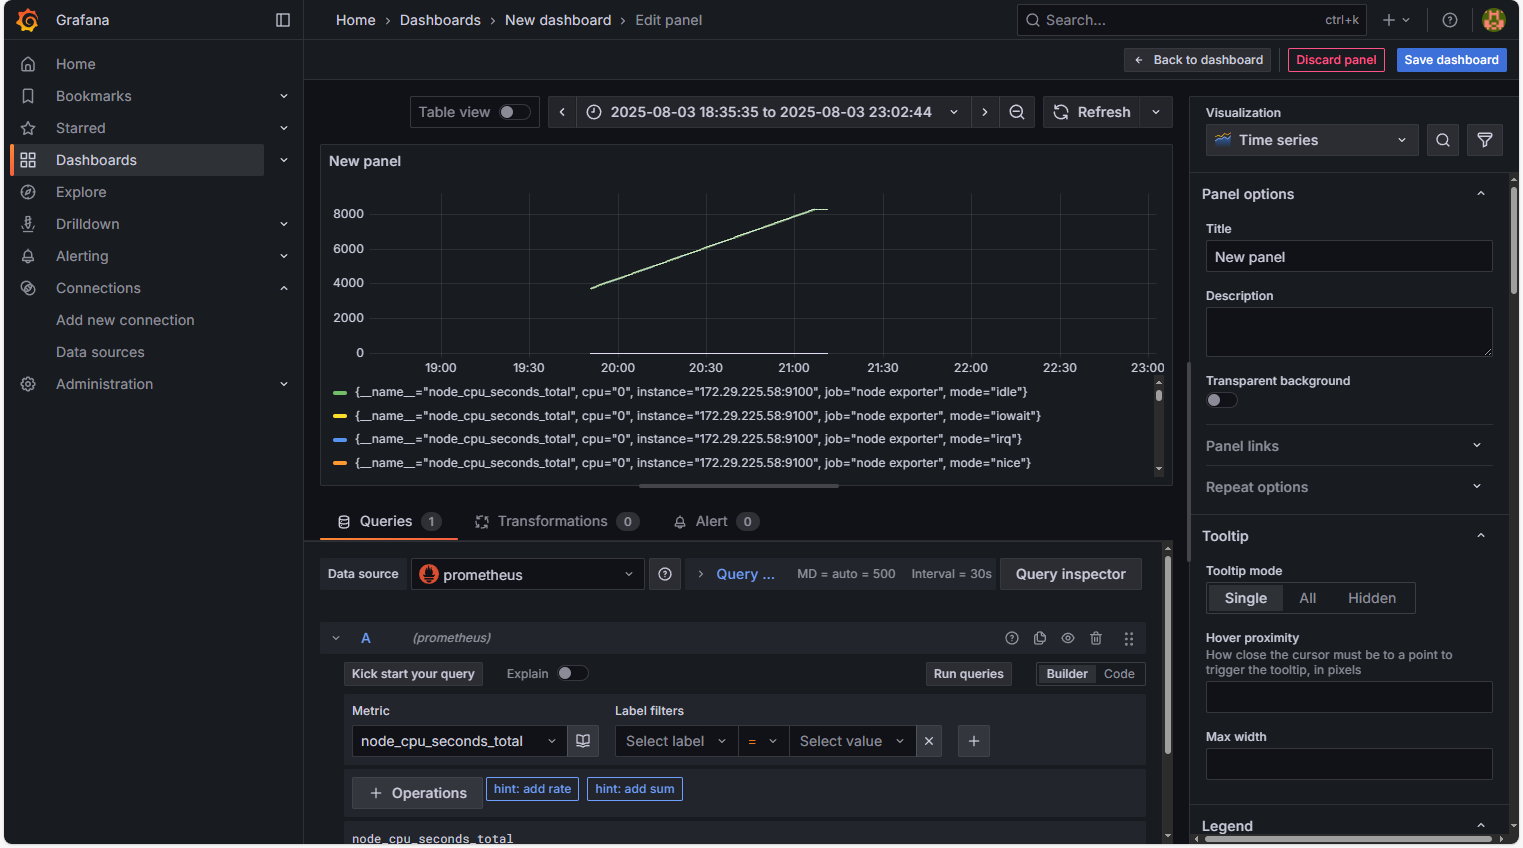 Grafana
Home
Bookmarks
Starred
Dashboards
Explore
Drilldown
Alerting
Connections
Add new connection
Data sources
Administration
Home › Dashboards › New dashboard › Edit panel
Search... ctrl+k
Back to dashboard Discard panel Save dashboard
Table view 2025-08-03 18:35:35 to 2025-08-03 23:02:44 Refresh
New panel
8000
6000
4000
2000
0
19:00 19:30 20:00 20:30 21:00 21:30 22:00 22:30 23:00
{__name__="node_cpu_seconds_total", cpu="0", instance="172.29.225.58:9100", job="node exporter", mode="idle"}
{__name__="node_cpu_seconds_total", cpu="0", instance="172.29.225.58:9100", job="node exporter", mode="iowait"}
{__name__="node_cpu_seconds_total", cpu="0", instance="172.29.225.58:9100", job="node exporter", mode="irq"}
{__name__="node_cpu_seconds_total", cpu="0", instance="172.29.225.58:9100", job="node exporter", mode="nice"}
Queries 1 Transformations 0 Alert 0
Data source prometheus Query ... MD = auto = 500 Interval = 30s Query inspector
A (prometheus)
Kick start your query Explain Run queries Builder Code
Metric Label filters
node_cpu_seconds_total Select label = Select value
+ Operations hint: add rate hint: add sum
node_cpu_seconds_total
Visualization
Time series
Panel options
Title
New panel
Description
Transparent background
Panel links
Repeat options
Tooltip
Tooltip mode
Single All Hidden
Hover proximity
How close the cursor must be to a point to
trigger the tooltip, in pixels
Max width
Legend